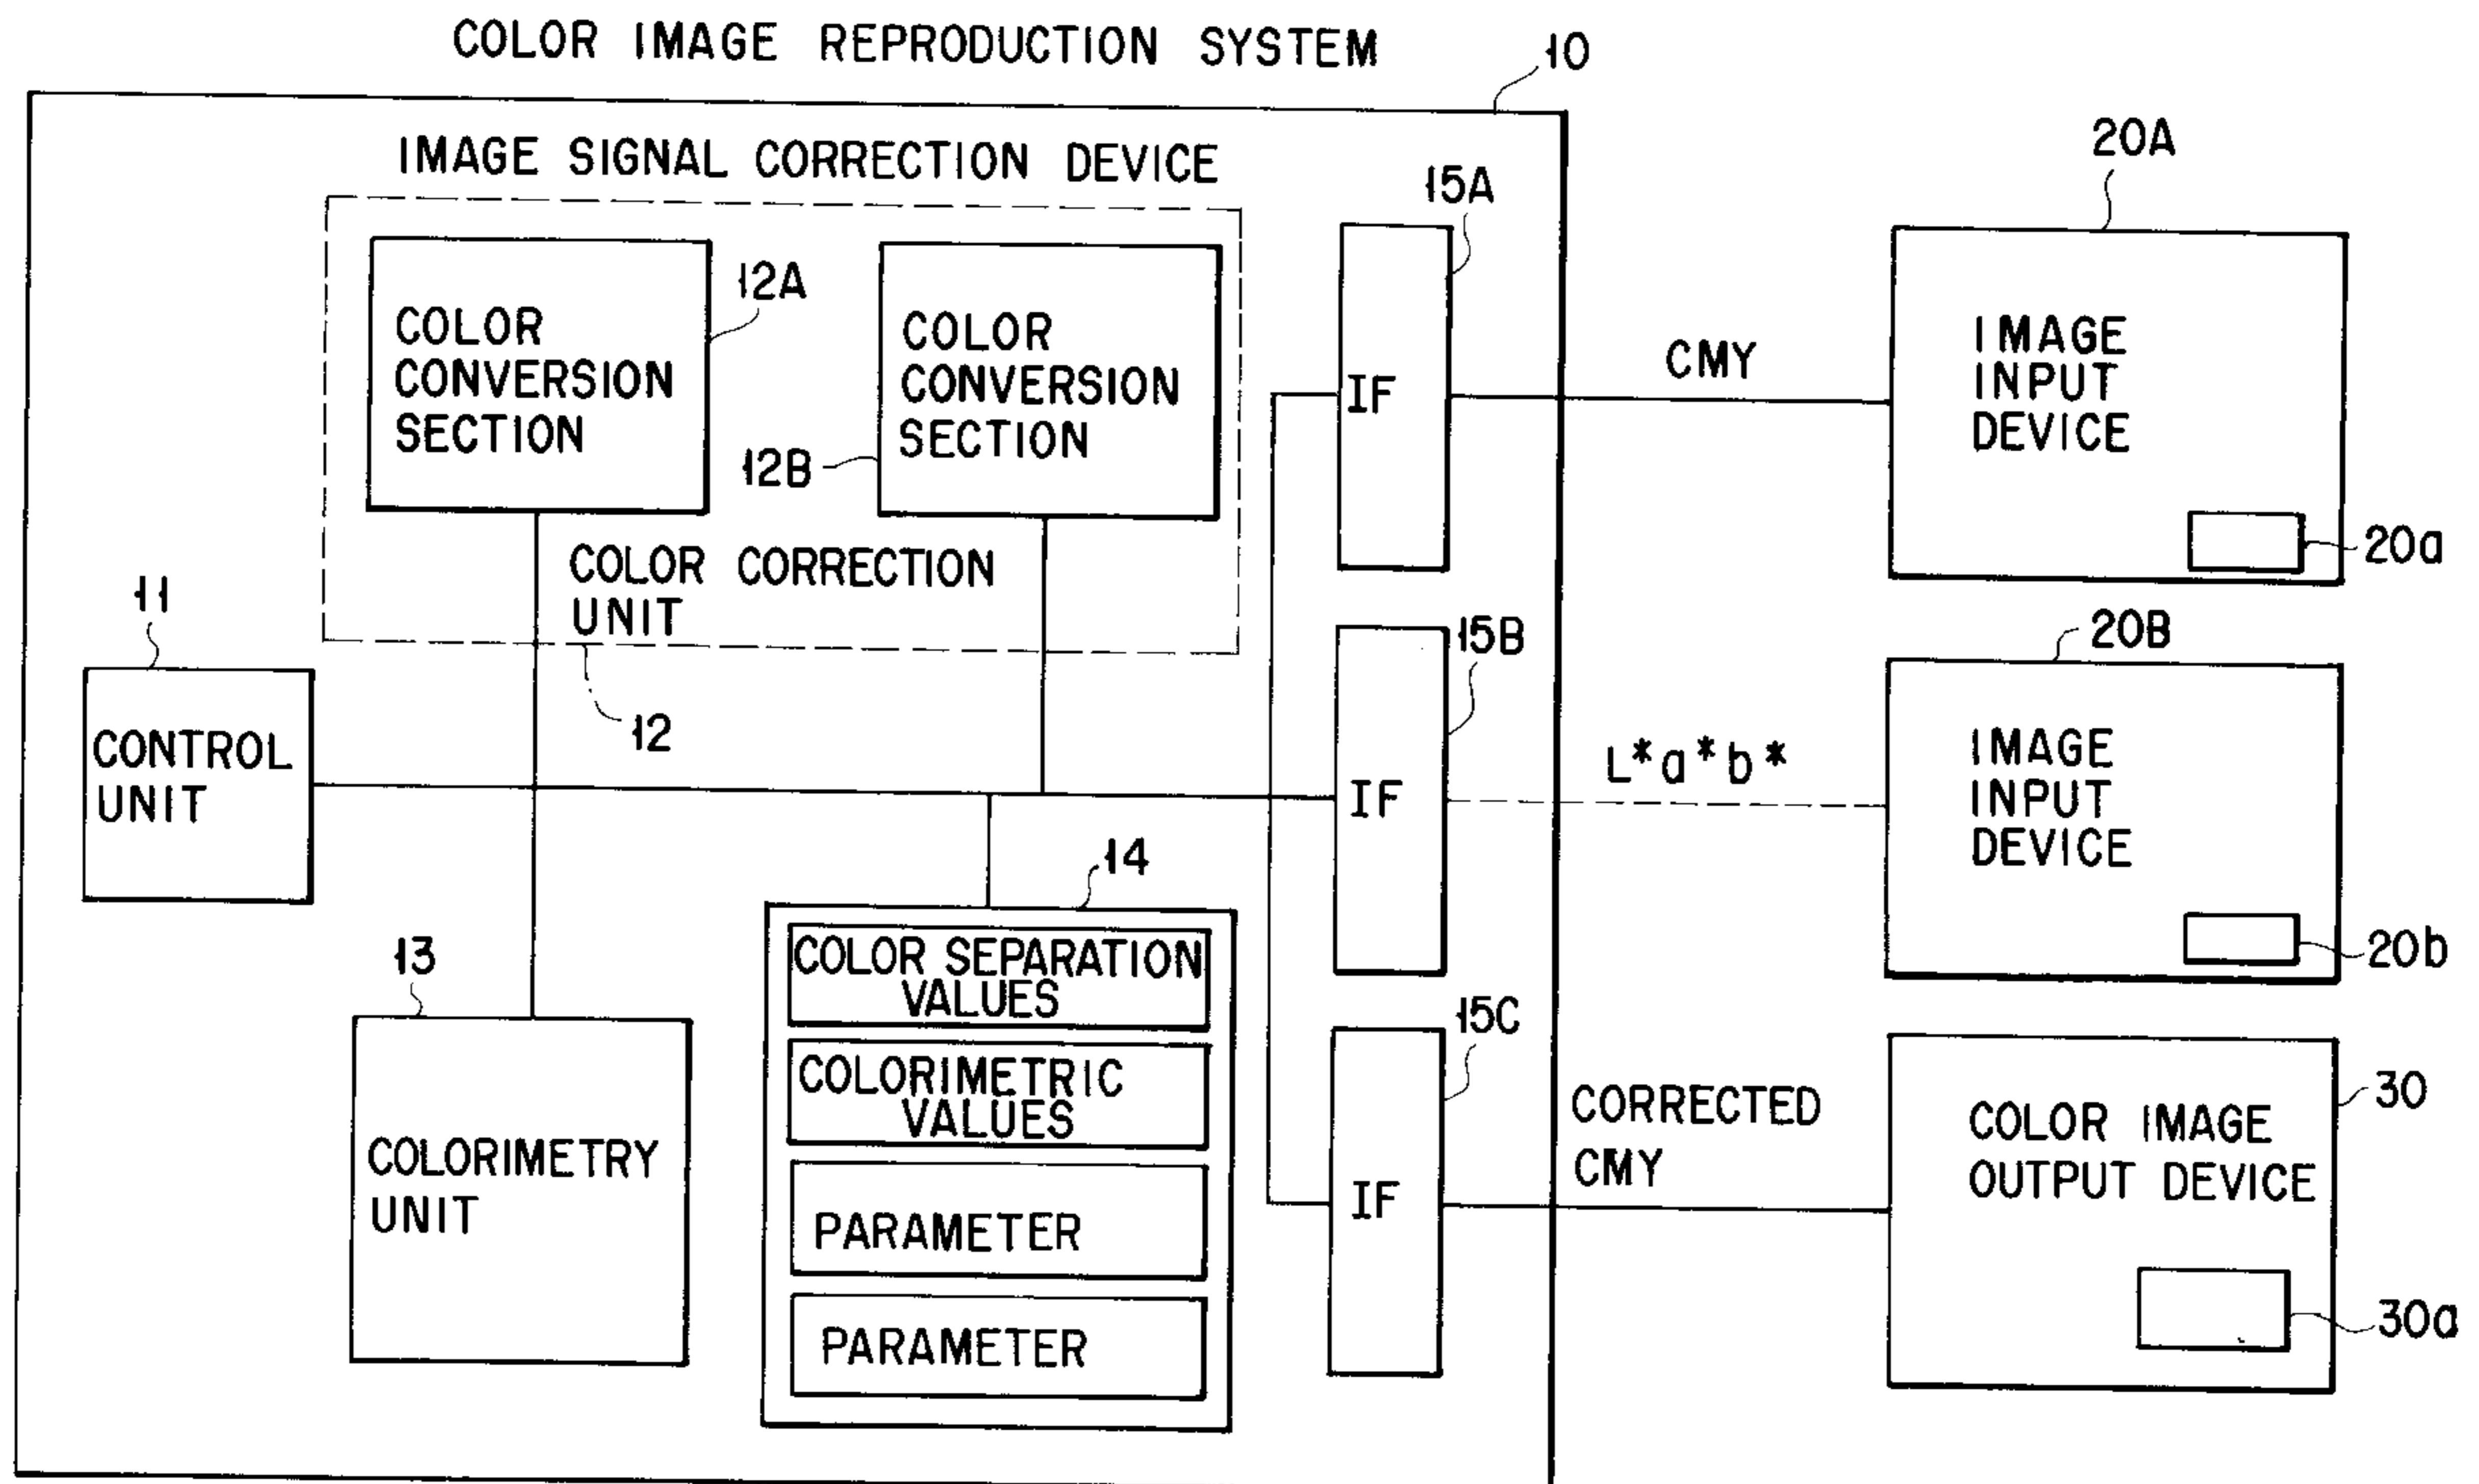 COLOR IMAGE REPRODUCTION SYSTEM
10
IMAGE SIGNAL CORRECTION DEVICE
COLOR
CONVERSION
SECTION
12A
COLOR
CONVERSION
SECTION
12B
COLOR CORRECTION
UNIT
12
11
CONTROL
UNIT
13
COLORIMETRY
UNIT
14
COLOR SEPARATION
VALUES
COLORIMETRIC
VALUES
PARAMETER
PARAMETER
15A
IF
15B
IF
15C
IF
CMY
L*a*b*
CORRECTED
CMY
20A
IMAGE
INPUT
DEVICE
20a
20B
IMAGE
INPUT
DEVICE
20b
30
COLOR IMAGE
OUTPUT DEVICE
30a